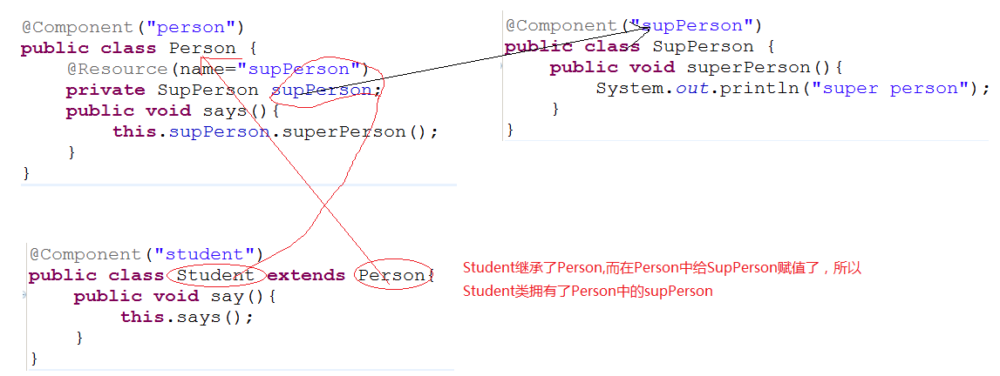 @Component("person")
public class Person {
@Resource(name="supPerson")
private SupPerson supPerson;
public void says(){
this.supPerson.superPerson();
}
}
@Component("supPerson")
public class SupPerson {
public void superPerson(){
System.out.println("super person");
}
}
@Component("student")
public class Student extends Person{
public void say(){
this.says();
}
}
Student继承了Person,而在Person中给SupPerson赋值了，所以
Student类拥有了Person中的supPerson